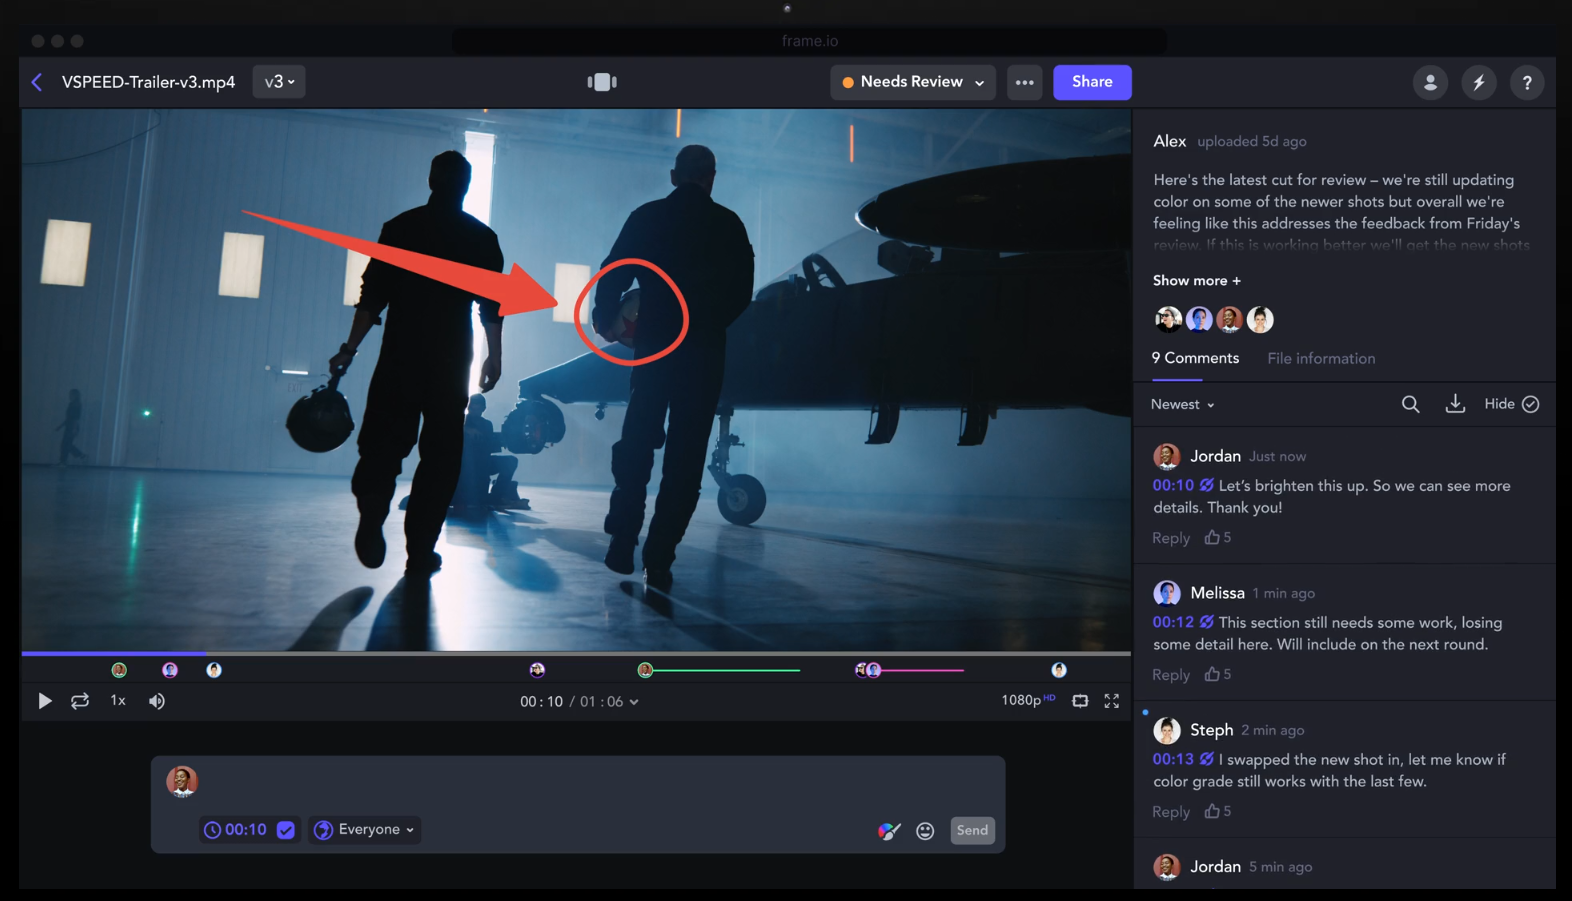 frame.io
VSPEED-Trailer-v3.mp4
v3
Needs Review
Share
?
Alex uploaded 5d ago
Here's the latest cut for review – we're still updating
color on some of the newer shots but overall we're
feeling like this addresses the feedback from Friday's
review. If this is working better we'll get the new shots
Show more +
9 Comments File information
Newest
Hide
Jordan Just now
00:10 Let's brighten this up. So we can see more
details. Thank you!
Reply 5
Melissa 1 min ago
00:12 This section still needs some work, losing
some detail here. Will include on the next round.
Reply 5
Steph 2 min ago
00:13 I swapped the new shot in, let me know if
color grade still works with the last few.
Reply 5
Jordan 5 min ago
1x
00:10 / 01:06
1080p HD
00:10
Everyone
Send